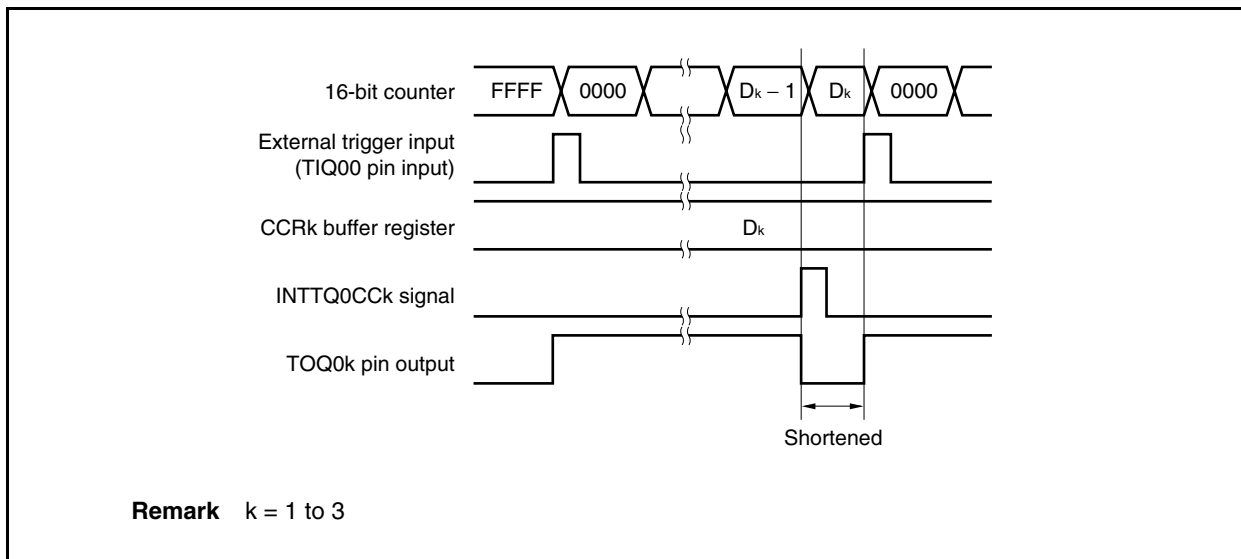 16-bit counter FFFF 0000 Dk – 1 Dk 0000
External trigger input
(TIQ00 pin input)
CCRk buffer register Dk
INTTQ0CCk signal
TOQ0k pin output
Shortened
Remark k = 1 to 3